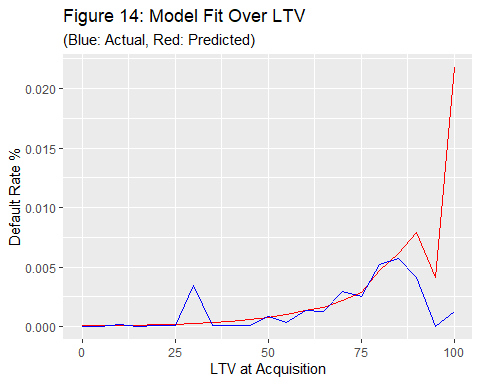 Figure 14: Model Fit Over LTV
(Blue: Actual, Red: Predicted)
Default Rate %
0.020
0.015
0.010
0.005
0.000
0 25 50 75 100
LTV at Acquisition